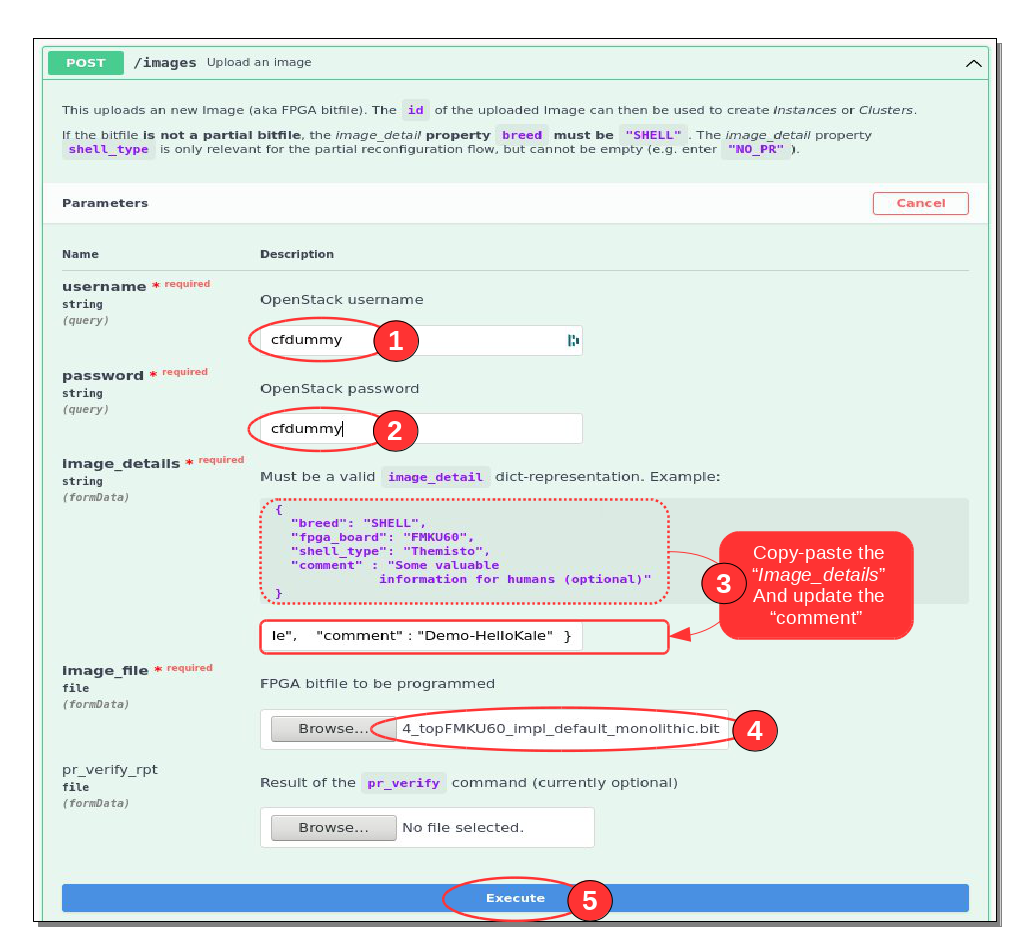 POST /images Upload an image
This uploads an new Image (aka FPGA bitfile). The id of the uploaded Image can then be used to create Instances or Clusters.
If the bitfile is not a partial bitfile, the image_detail property breed must be "SHELL" . The image_detail property
shell_type is only relevant for the partial reconfiguration flow, but cannot be empty (e.g. enter "NO_PR" ).
Parameters
Cancel
Name
Description
username * required
string
(query)
OpenStack username
cfdummy
1
password * required
string
(query)
OpenStack password
cfdummy
2
image_details * required
string
(formData)
Must be a valid image_detail dict-representation. Example:
{
"breed": "SHELL",
"fpga_board": "FMKU60",
"shell_type": "Themisto",
"comment" : "Some valuable
information for humans (optional)"
}
3
Copy-paste the
“Image_details”
And update the
“comment”
le", "comment" : "Demo-HelloKale" }
image_file * required
file
(formData)
FPGA bitfile to be programmed
Browse... 4_topFMKU60_impl_default_monolithic.bit
4
pr_verify_rpt
file
(formData)
Result of the pr_verify command (currently optional)
Browse... No file selected.
Execute
5